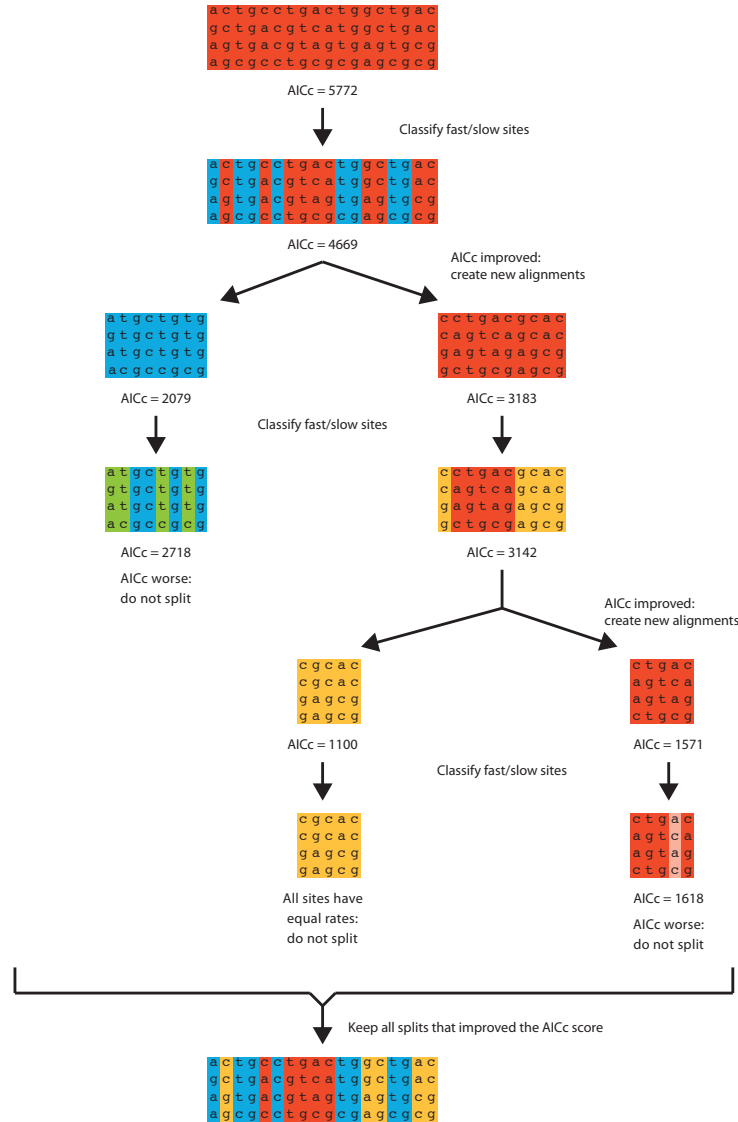 actgcctgactggctgac
gctgacgtcatggctgac
agtgacgtagtgagtgcg
agcgcctgcgcgagcgcg
AICc = 5772
Classify fast/slow sites
actgcctgactggctgac
gctgacgtcatggctgac
agtgacgtagtgagtgcg
agcgcctgcgcgagcgcg
AICc = 4669
AICc improved:
create new alignments
atgctgtg
gtgctgtg
atgctgtg
acgccgcg
AICc = 2079
cctgacgcac
cagtcagcac
gagtagagcg
gctgcgagcg
AICc = 3183
Classify fast/slow sites
atgctgtg
gtgctgtg
atgctgtg
acgccgcg
AICc = 2718
AICc worse:
do not split
cctgacgcac
cagtcagcac
gagtagagcg
gctgcgagcg
AICc = 3142
AICc improved:
create new alignments
cgcac
cgcac
gagcg
gagcg
AICc = 1100
ctgac
agtca
agtag
ctgcg
AICc = 1571
Classify fast/slow sites
cgcac
cgcac
gagcg
gagcg
All sites have
equal rates:
do not split
ctgac
agtca
agtag
ctgcg
AICc = 1618
AICc worse:
do not split
Keep all splits that improved the AICc score
actgcctgactggctgac
gctgacgtcatggctgac
agtgacgtagtgagtgcg
agcgcctgcgcgagcgcg